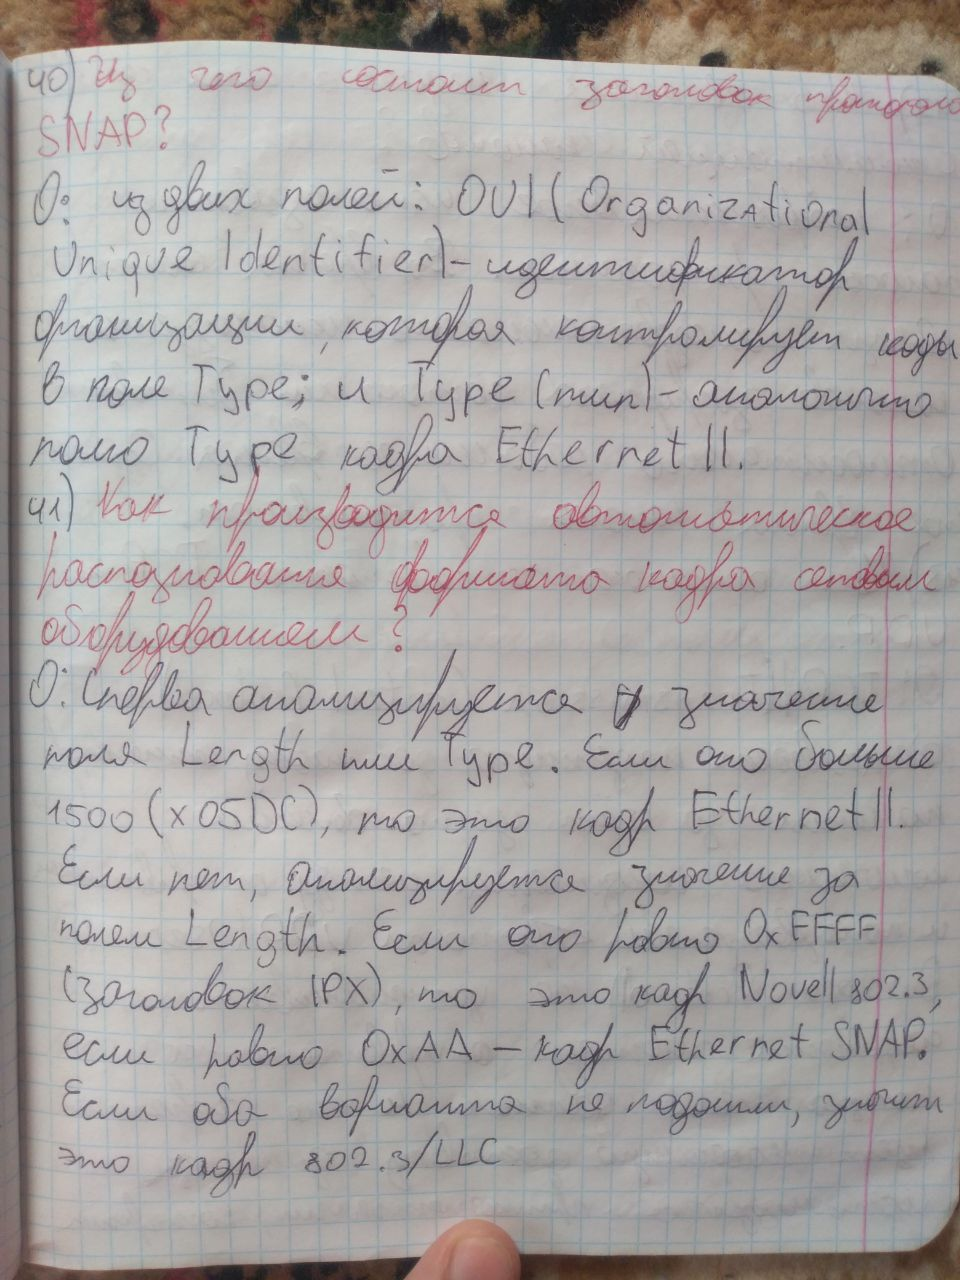 40) Из чего состоит заголовок протокола
SNAP?
О: из двух полей: OUI (Organizational
Unique Identifier) – идентификатор
организации, которая контролирует коды
в поле Type; и Type (тип) – аналогично
полю Type кадра Ethernet II.
41) Как производится автоматическое
распознавания формата кадра сетевым
оборудованием?
О: Сперва анализируется значение
поля Length или Type. Если оно больше
1500 (x05DC), то это кадр Ethernet II.
Если нет, анализируется значение за
полем Length. Если оно равно 0xFFFF
(заголовок IPX), то это кадр Novell 802.3,
если равно 0xAA – кадр Ethernet SNAP.
Если оба варианта не подошли, значит
это кадр 802.3/LLC